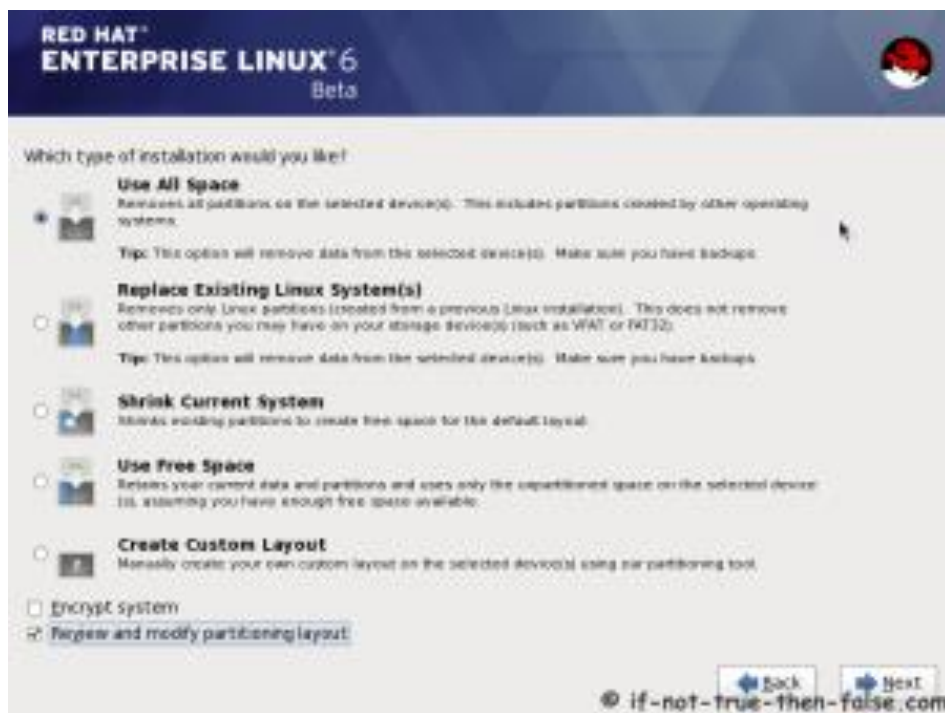 RED HAT
ENTERPRISE LINUX 6
Beta
Which type of installation would you like?
Use All Space
Removes all partitions on the selected device(s). This includes partitions created by other operating
systems.
Tip: This option will remove data from the selected device(s). Make sure you have backups.
Replace Existing Linux System(s)
Removes only Linux partitions (created from a previous Linux installation). This does not remove
other partitions you may have on your storage device(s) (such as VFAT or FAT32).
Tip: This option will remove data from the selected device(s). Make sure you have backups.
Shrink Current System
Shrinks existing partitions to create free space for the default layout.
Use Free Space
Retains your current data and partitions and uses only the unpartitioned space on the selected device
(s), assuming you have enough free space available.
Create Custom Layout
Manually create your own custom layout on the selected device(s) using our partitioning tool.
Encrypt system
Review and modify partitioning layout
Back Next
© if-not-true-then-false.com